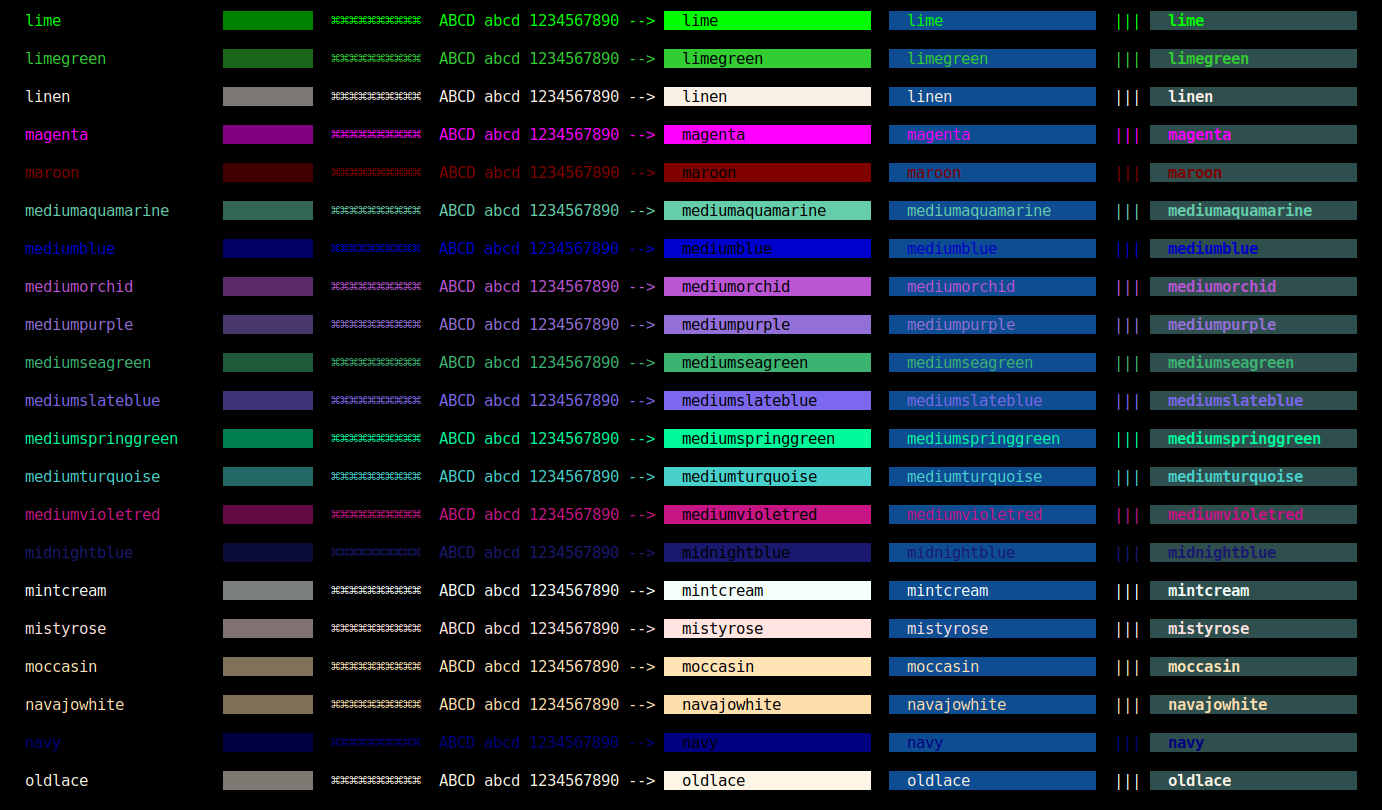 lime ⌘⌘⌘⌘⌘⌘⌘⌘⌘⌘ ABCD abcd 1234567890 --> lime lime ||| lime
limegreen ⌘⌘⌘⌘⌘⌘⌘⌘⌘⌘ ABCD abcd 1234567890 --> limegreen limegreen ||| limegreen
linen ⌘⌘⌘⌘⌘⌘⌘⌘⌘⌘ ABCD abcd 1234567890 --> linen linen ||| linen
magenta ⌘⌘⌘⌘⌘⌘⌘⌘⌘⌘ ABCD abcd 1234567890 --> magenta magenta ||| magenta
maroon ⌘⌘⌘⌘⌘⌘⌘⌘⌘⌘ ABCD abcd 1234567890 --> maroon maroon ||| maroon
mediumaquamarine ⌘⌘⌘⌘⌘⌘⌘⌘⌘⌘ ABCD abcd 1234567890 --> mediumaquamarine mediumaquamarine ||| mediumaquamarine
mediumblue ⌘⌘⌘⌘⌘⌘⌘⌘⌘⌘ ABCD abcd 1234567890 --> mediumblue mediumblue ||| mediumblue
mediumorchid ⌘⌘⌘⌘⌘⌘⌘⌘⌘⌘ ABCD abcd 1234567890 --> mediumorchid mediumorchid ||| mediumorchid
mediumpurple ⌘⌘⌘⌘⌘⌘⌘⌘⌘⌘ ABCD abcd 1234567890 --> mediumpurple mediumpurple ||| mediumpurple
mediumseagreen ⌘⌘⌘⌘⌘⌘⌘⌘⌘⌘ ABCD abcd 1234567890 --> mediumseagreen mediumseagreen ||| mediumseagreen
mediumslateblue ⌘⌘⌘⌘⌘⌘⌘⌘⌘⌘ ABCD abcd 1234567890 --> mediumslateblue mediumslateblue ||| mediumslateblue
mediumspringgreen ⌘⌘⌘⌘⌘⌘⌘⌘⌘⌘ ABCD abcd 1234567890 --> mediumspringgreen mediumspringgreen ||| mediumspringgreen
mediumturquoise ⌘⌘⌘⌘⌘⌘⌘⌘⌘⌘ ABCD abcd 1234567890 --> mediumturquoise mediumturquoise ||| mediumturquoise
mediumvioletred ⌘⌘⌘⌘⌘⌘⌘⌘⌘⌘ ABCD abcd 1234567890 --> mediumvioletred mediumvioletred ||| mediumvioletred
midnightblue ⌘⌘⌘⌘⌘⌘⌘⌘⌘⌘ ABCD abcd 1234567890 --> midnightblue midnightblue ||| midnightblue
mintcream ⌘⌘⌘⌘⌘⌘⌘⌘⌘⌘ ABCD abcd 1234567890 --> mintcream mintcream ||| mintcream
mistyrose ⌘⌘⌘⌘⌘⌘⌘⌘⌘⌘ ABCD abcd 1234567890 --> mistyrose mistyrose ||| mistyrose
moccasin ⌘⌘⌘⌘⌘⌘⌘⌘⌘⌘ ABCD abcd 1234567890 --> moccasin moccasin ||| moccasin
navajowhite ⌘⌘⌘⌘⌘⌘⌘⌘⌘⌘ ABCD abcd 1234567890 --> navajowhite navajowhite ||| navajowhite
navy ⌘⌘⌘⌘⌘⌘⌘⌘⌘⌘ ABCD abcd 1234567890 --> navy navy ||| navy
oldlace ⌘⌘⌘⌘⌘⌘⌘⌘⌘⌘ ABCD abcd 1234567890 --> oldlace oldlace ||| oldlace